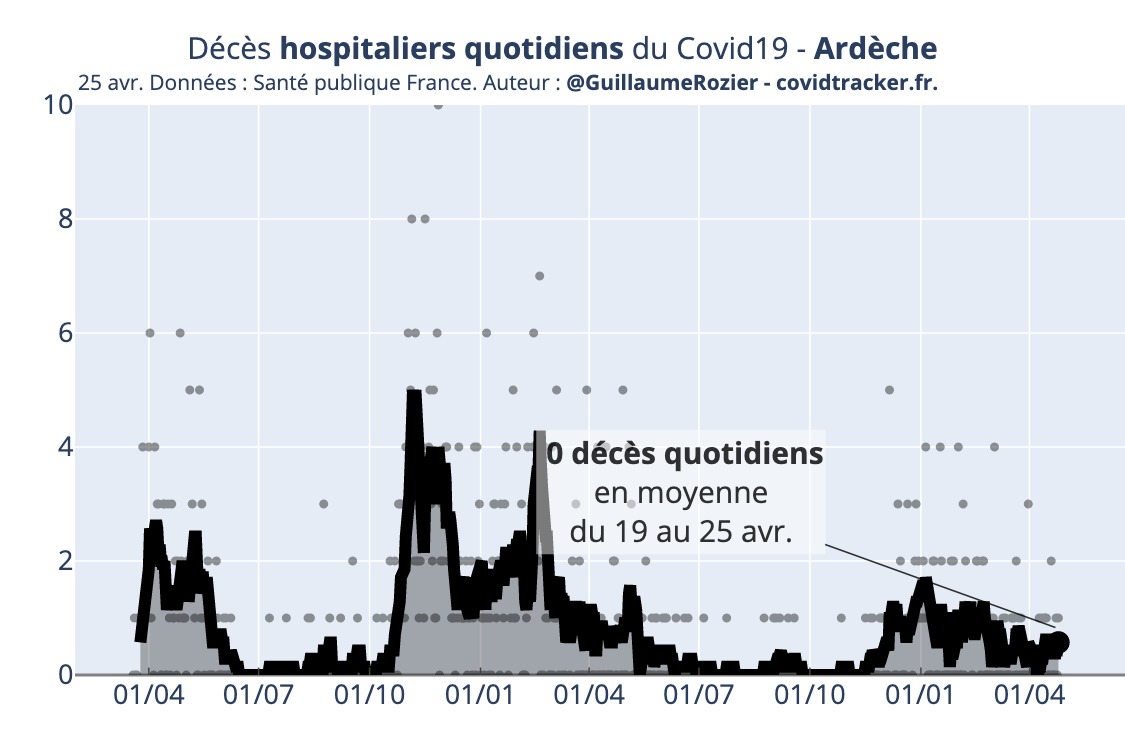 Décès hospitaliers quotidiens du Covid19 - Ardèche
25 avr. Données : Santé publique France. Auteur : @GuillaumeRozier - covidtracker.fr.
10
8
6
4
2
0
0 décès quotidiens
en moyenne
du 19 au 25 avr.
01/04 01/07 01/10 01/01 01/04 01/07 01/10 01/01 01/04